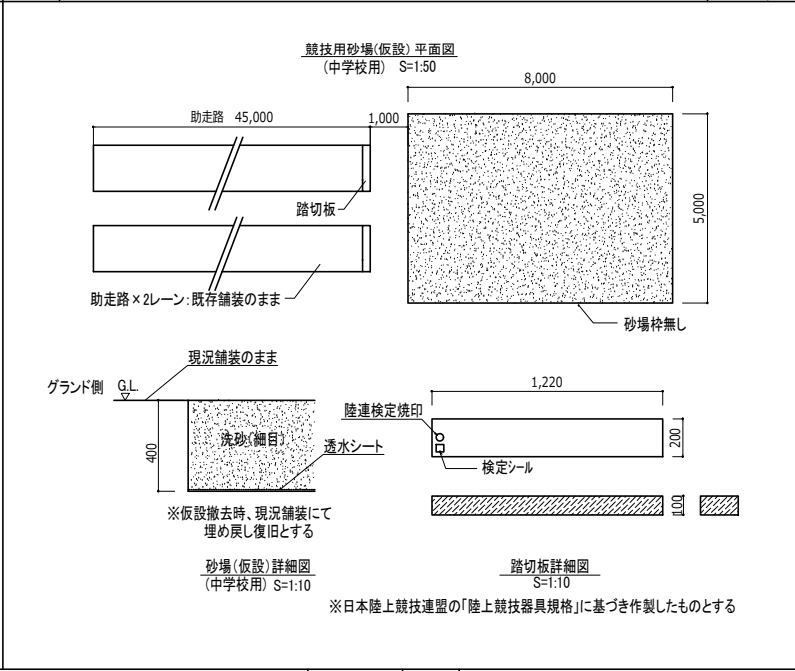 競技用砂場(仮設) 平面図
(中学校用) S=1:50
8,000
助走路 45,000
1,000
踏切板
5,000
助走路×2レーン:既存舗装のまま
砂場枠無し
現況舗装のまま
グランド側 G.L.
400
洗砂(細目)
透水シート
※仮設撤去時、現況舗装にて
埋め戻し復旧とする
砂場(仮設)詳細図
(中学校用) S=1:10
1,220
陸連検定焼印
200
検定シール
100
踏切板詳細図
S=1:10
※日本陸上競技連盟の「陸上競技器具規格」に基づき作製したものとする